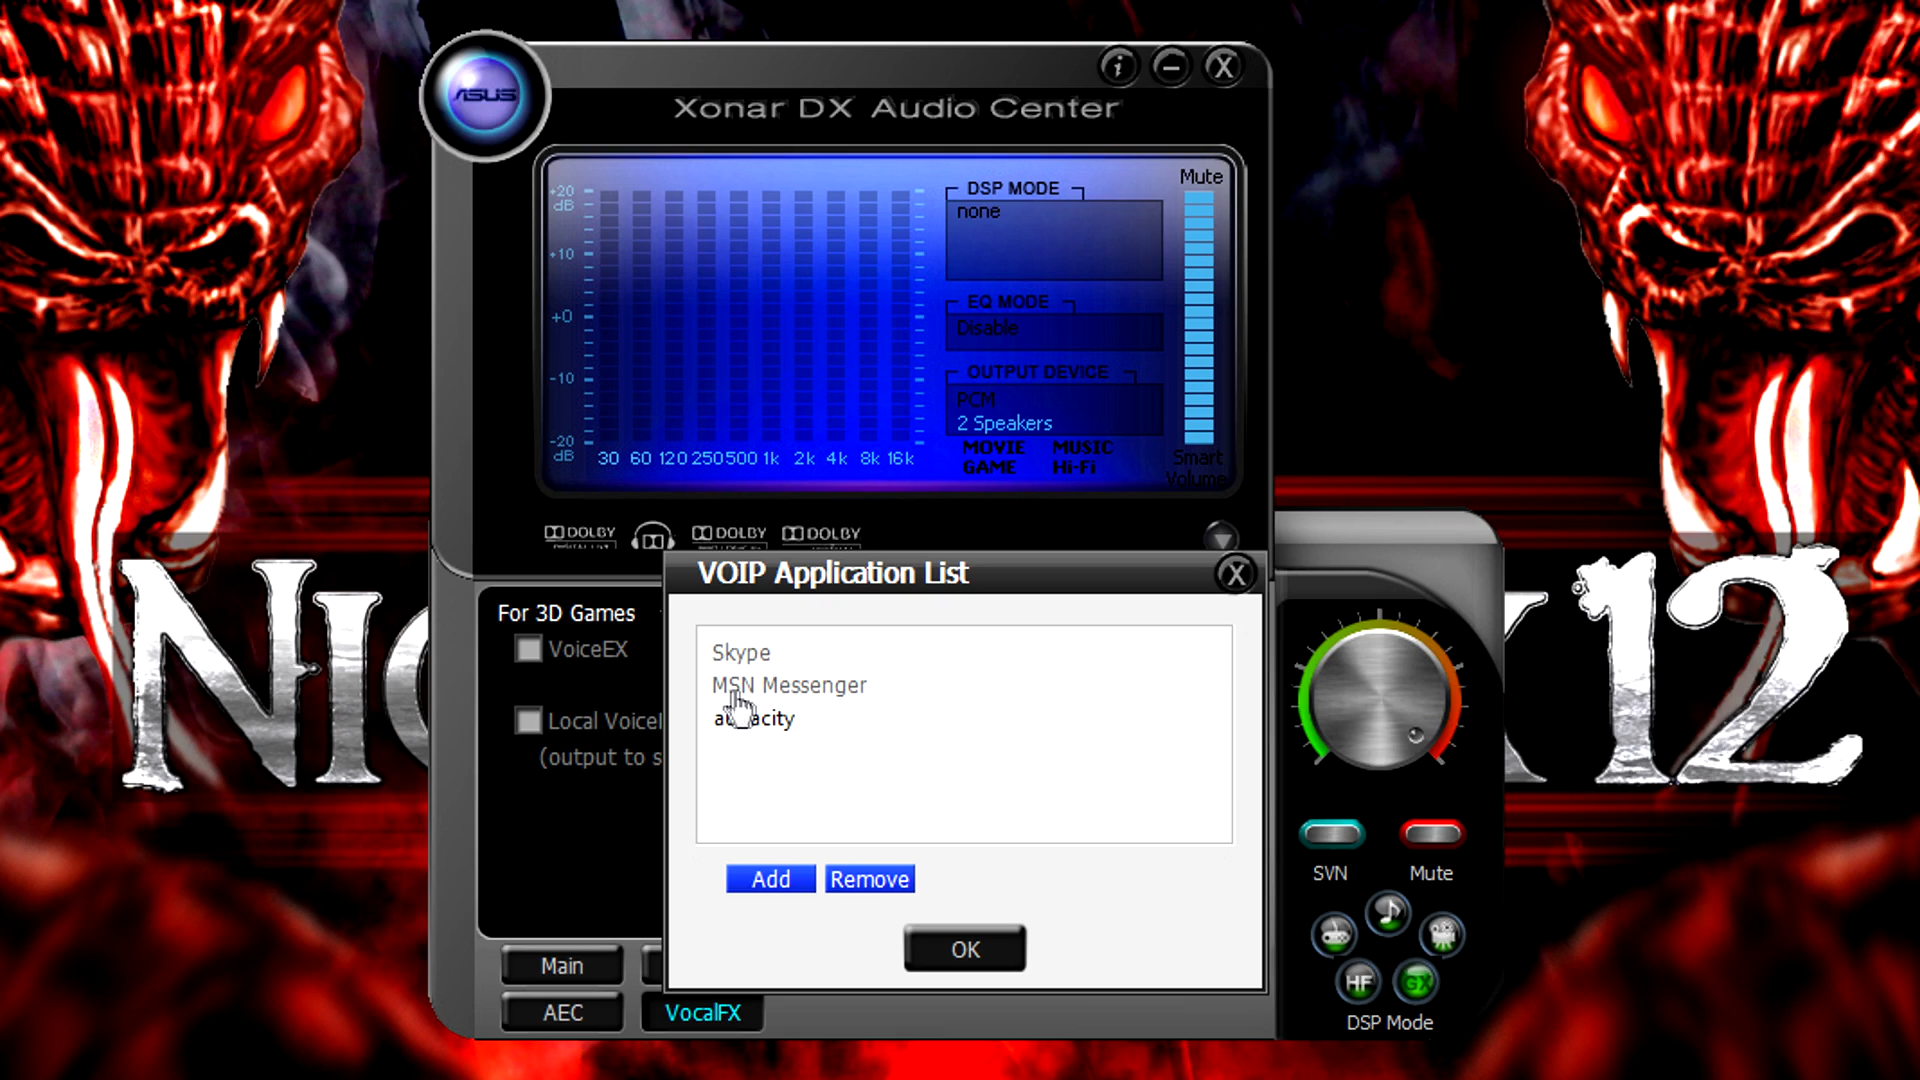 ASUS
Xonar DX Audio Center
Mute
+20
dB
+10
+0
-10
-20
dB
30 60 120 250 500 1k 2k 4k 8k 16k
DSP MODE
none
EQ MODE
Disable
OUTPUT DEVICE
PCM
2 Speakers
MOVIE MUSIC
GAME Hi-Fi
Smart
Volume
DOLBY DOLBY DOLBY
VOIP Application List
Skype
MSN Messenger
Add Remove
OK
For 3D Games
VoiceEX
Local Voice
(output to s
Main
AEC VocalFX
SVN Mute
HF GX
DSP Mode
12